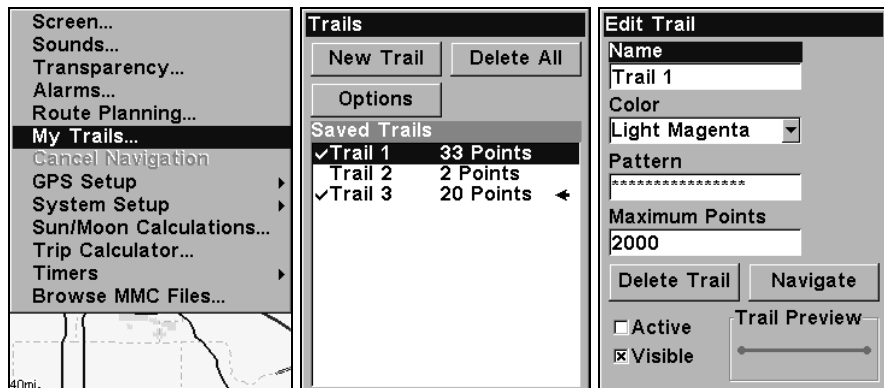 Screen...
Sounds...
Transparency...
Alarms...
Route Planning...
My Trails...
Cancel Navigation
GPS Setup
System Setup
Sun/Moon Calculations...
Trip Calculator...
Timers
Browse MMC Files...
40mi.
Trails
New Trail Delete All
Options
Saved Trails
Trail 1 33 Points
Trail 2 2 Points
Trail 3 20 Points
Edit Trail
Name
Trail 1
Color
Light Magenta
Pattern
****************
Maximum Points
2000
Delete Trail Navigate
Active
Visible
Trail Preview